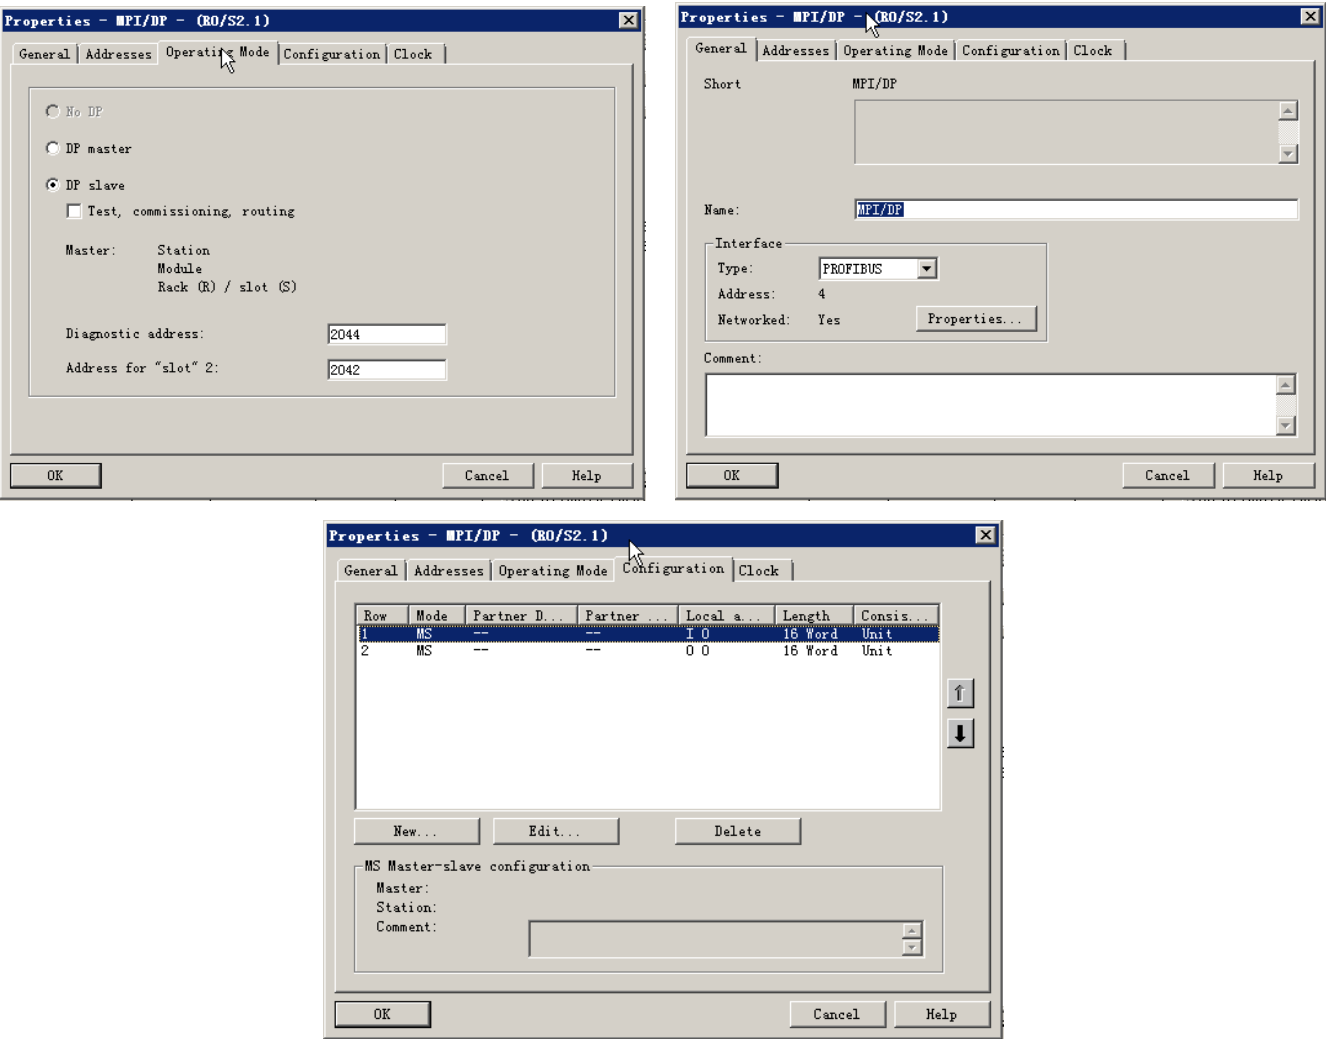 Properties - MPI/DP - (R0/S2.1)
General Addresses Operating Mode Configuration Clock
No DP
DP master
DP slave
Test, commissioning, routing
Master: Station
Module
Rack (R) / slot (S)
Diagnostic address: 2044
Address for "slot" 2: 2042
OK Cancel Help
Properties - MPI/DP - (R0/S2.1)
General Addresses Operating Mode Configuration Clock
Short MPI/DP
Name: MPI/DP
Interface
Type: PROFIBUS
Address: 4
Networked: Yes Properties...
Comment:
OK Cancel Help
Properties - MPI/DP - (R0/S2.1)
General Addresses Operating Mode Configuration Clock
Row Mode Partner D... Partner ... Local a... Length Consis...
1 MS -- -- I 0 16 Word Unit
2 MS -- -- O 0 16 Word Unit
New... Edit... Delete
MS Master-slave configuration
Master:
Station:
Comment:
OK Cancel Help